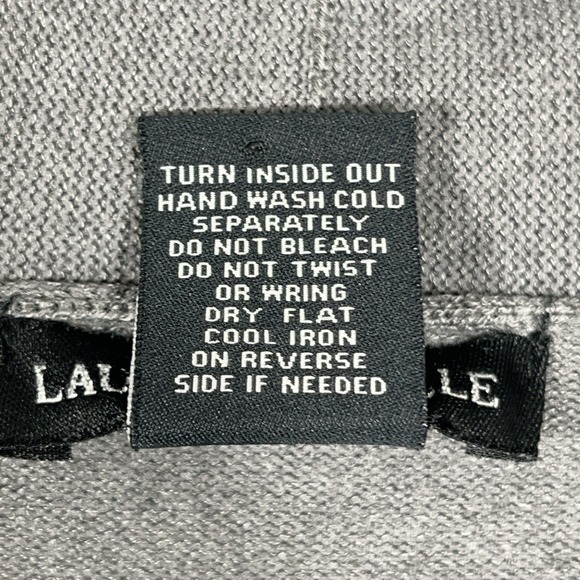 TURN INSIDE OUT
HAND WASH COLD
SEPARATELY
DO NOT BLEACH
DO NOT TWIST
OR WRING
DRY FLAT
COOL IRON
ON REVERSE
SIDE IF NEEDED